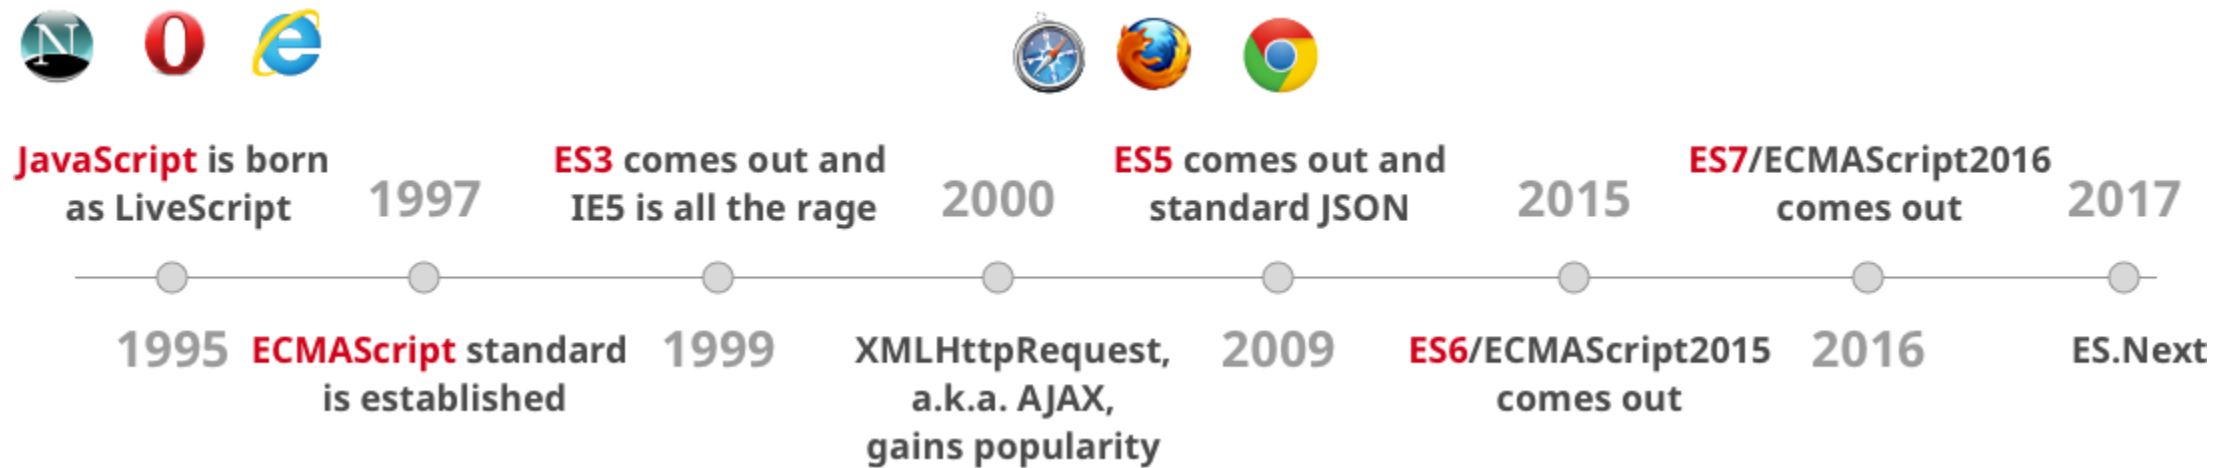 N
JavaScript is born
as LiveScript
1995
1997
ECMAScript standard
is established
ES3 comes out and
IE5 is all the rage
1999
2000
XMLHttpRequest,
a.k.a. AJAX,
gains popularity
ES5 comes out and
standard JSON
2009
2015
ES6/ECMAScript2015
comes out
ES7/ECMAScript2016
comes out
2016
2017
ES.Next